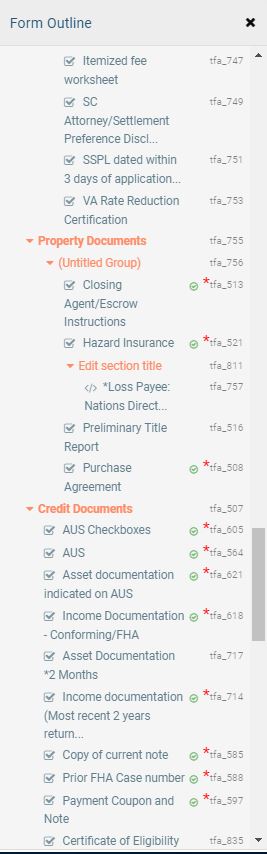 Form Outline ×
Itemized fee tfa_747
worksheet
SC tfa_749
Attorney/Settlement
Preference Discl...
SSPL dated within tfa_751
3 days of application...
VA Rate Reduction tfa_753
Certification
Property Documents tfa_755
(Untitled Group) tfa_756
Closing *tfa_513
Agent/Escrow
Instructions
Hazard Insurance *tfa_521
Edit section title tfa_811
</> *Loss Payee: tfa_757
Nations Direct...
Preliminary Title tfa_516
Report
Purchase *tfa_508
Agreement
Credit Documents tfa_507
AUS Checkboxes *tfa_605
AUS *tfa_564
Asset documentation *tfa_621
indicated on AUS
Income Documentation *tfa_618
- Conforming/FHA
Asset Documentation tfa_717
*2 Months
Income documentation *tfa_714
(Most recent 2 years
return...
Copy of current note *tfa_585
Prior FHA Case number *tfa_588
Payment Coupon and *tfa_597
Note
Certificate of Eligibility tfa_835